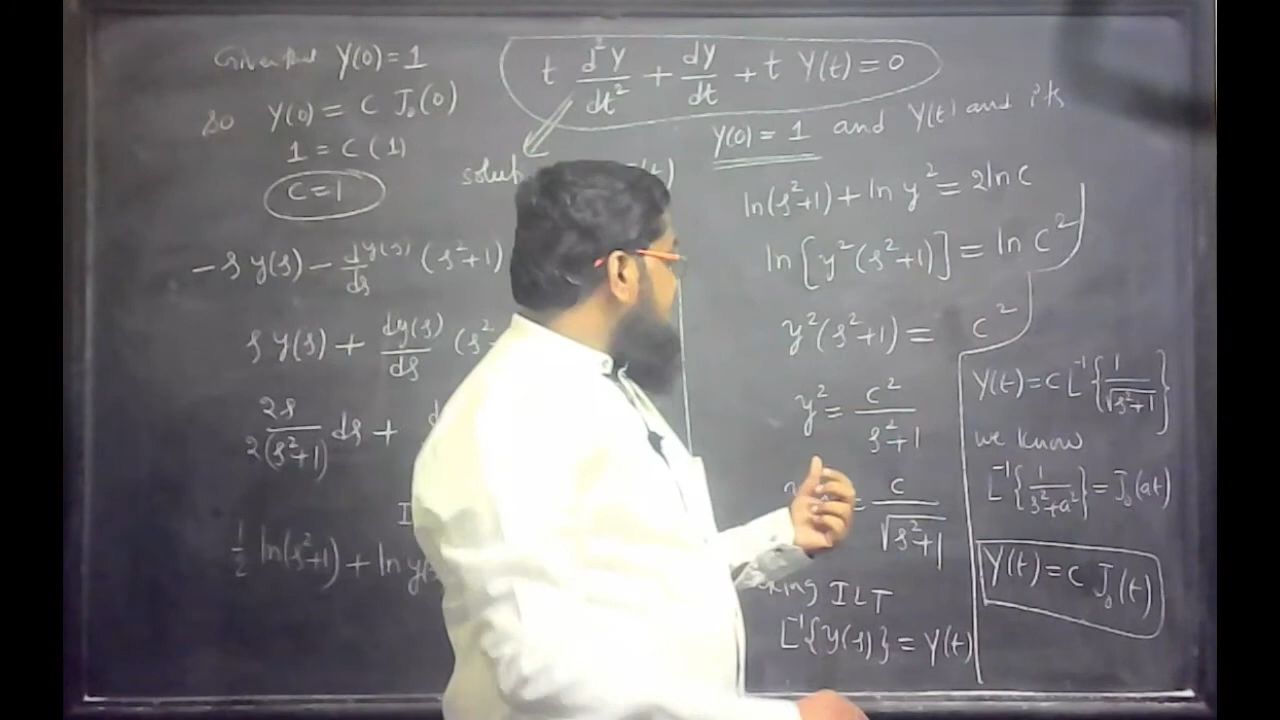 Given that Y(0) = 1
so Y(0) = C J₀(0)
1 = C (1)
C = 1
t d²Y/dt² + dY/dt + t Y(t) = 0
Y(0) = 1 and Y(t) and its
− s y(s) − dy(s)/ds (s²+1)
s y(s) + dy(s)/ds (s²
2s/2(s²+1) ds +
1/2 ln(s²+1) + ln y(s
ln(s²+1) + ln y² = 2 ln c
ln [y²(s²+1)] = ln c²
y²(s²+1) = c²
y² = c²/s²+1
= c/√s²+1
ILT
L⁻¹{y(s)} = Y(t)
Y(t) = C L⁻¹{1/√s²+1}
we know
L⁻¹{1/s²+a²} = J₀(at)
Y(t) = C J₀(t)